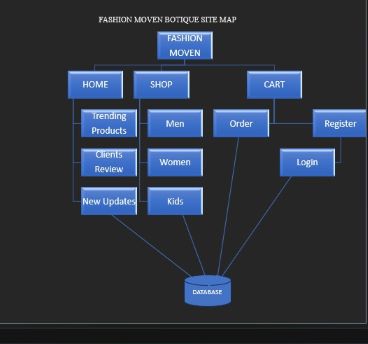 FASHION MOVEN BOTIQUE SITE MAP
FASHION
MOVEN
HOME
SHOP
CART
Trending
Products
Men
Order
Register
Clients
Review
Women
Login
New Updates
Kids
DATABASE